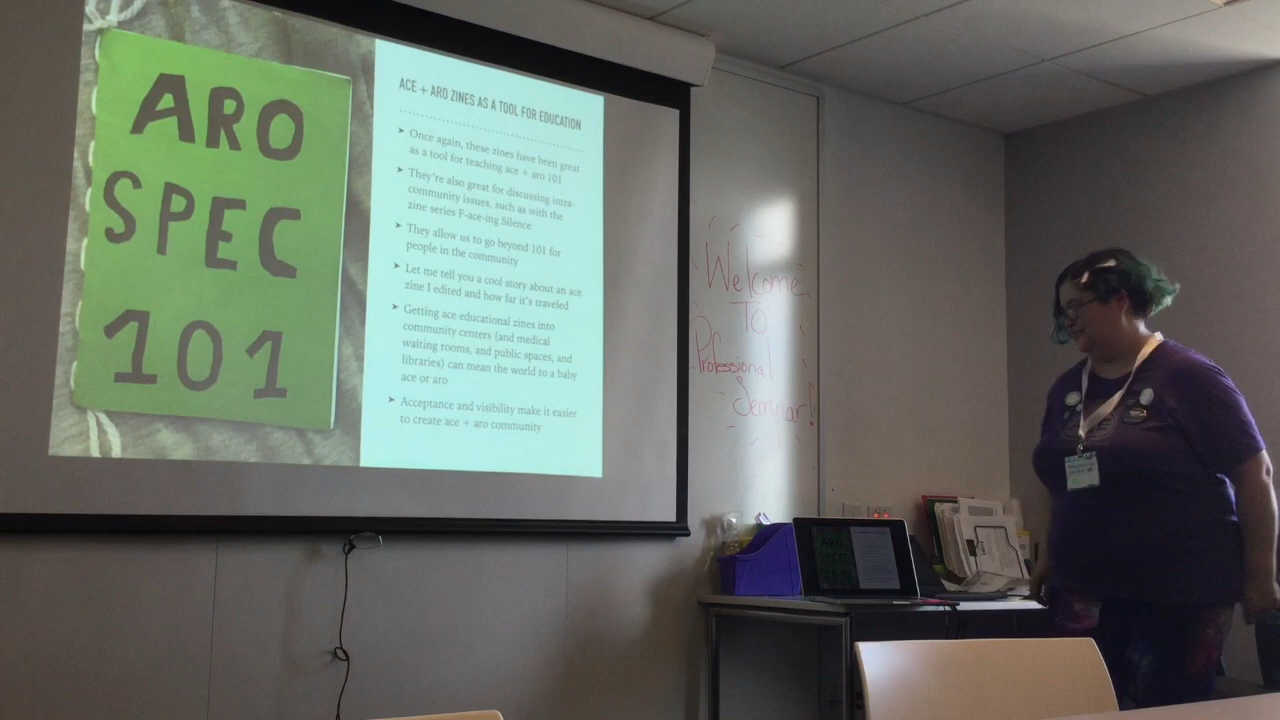 ARO
SPEC
101
ACE + ARO ZINES AS A TOOL FOR EDUCATION
➤ Once again, these zines have been great
as a tool for teaching ace + aro 101
➤ They're also great for discussing intra-
community issues, such as with the
zine series F-ace-ing Silence
➤ They allow us to go beyond 101 for
people in the community
➤ Let me tell you a cool story about an ace
zine I edited and how far it's traveled
➤ Getting ace educational zines into
community centers (and medical
waiting rooms, and public spaces, and
libraries) can mean the world to a baby
ace or aro
➤ Acceptance and visibility make it easier
to create ace + aro community
Welcome
To
Professional
Seminar!
ARO
SPEC
101